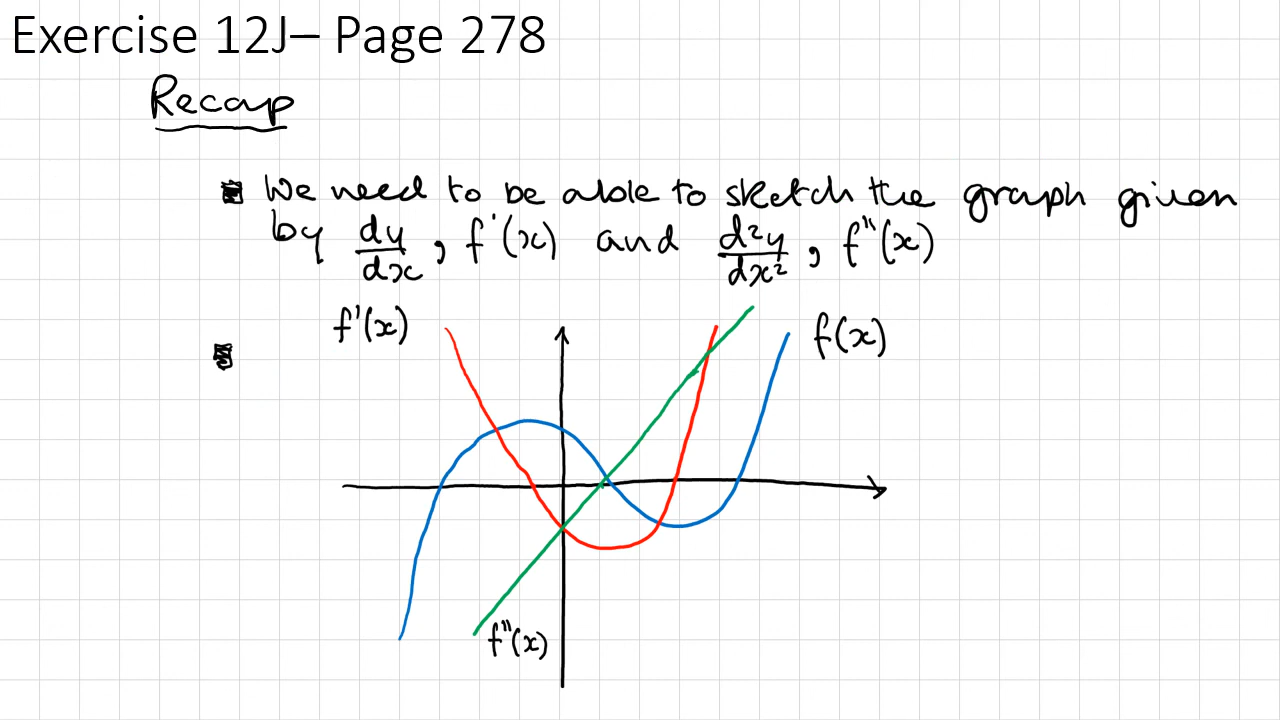 Exercise 12J– Page 278
Recap
We need to be able to sketch the graph given
by dy/dx, f'(x) and d²y/dx², f''(x)
f'(x)
f(x)
f''(x)